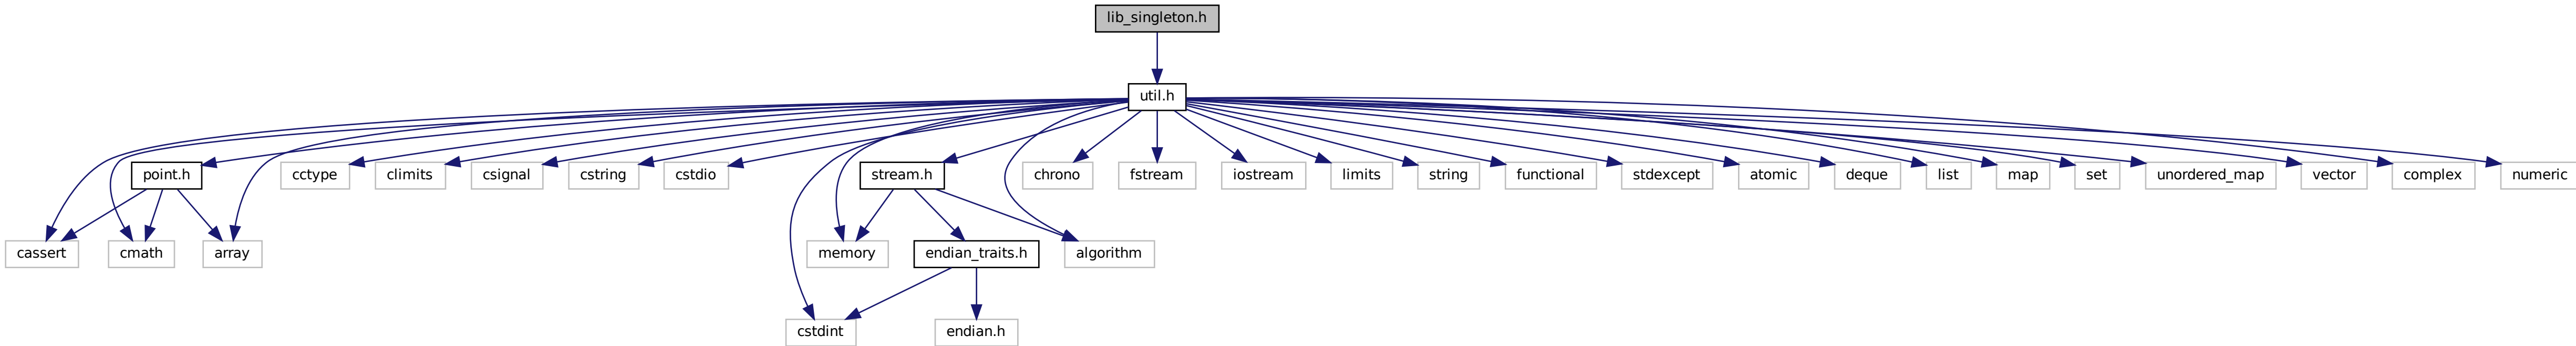 lib_singleton.h
util.h
point.h
cctype
climits
csignal
cstring
cstdio
stream.h
chrono
fstream
iostream
limits
string
functional
stdexcept
atomic
deque
list
map
set
unordered_map
vector
complex
numeric
cassert
cmath
array
memory
endian_traits.h
algorithm
cstdint
endian.h